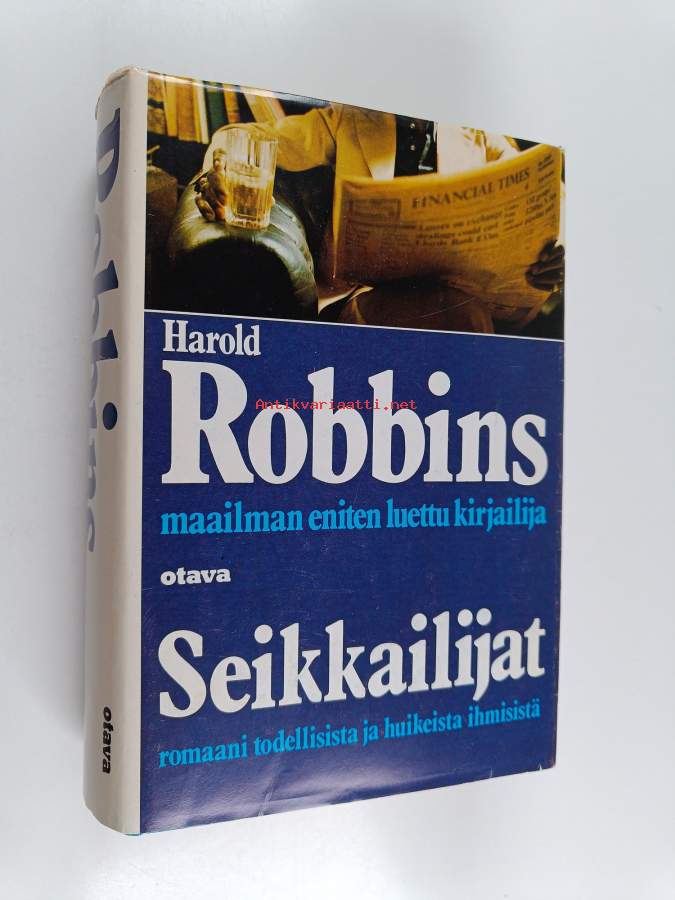 FINANCIAL TIMES
Harold
Robbins
Antikvariaatti.net
maailman eniten luettu kirjailija
otava
Seikkailijat
romaani todellisista ja huikeista ihmisistä
Robbins
otava